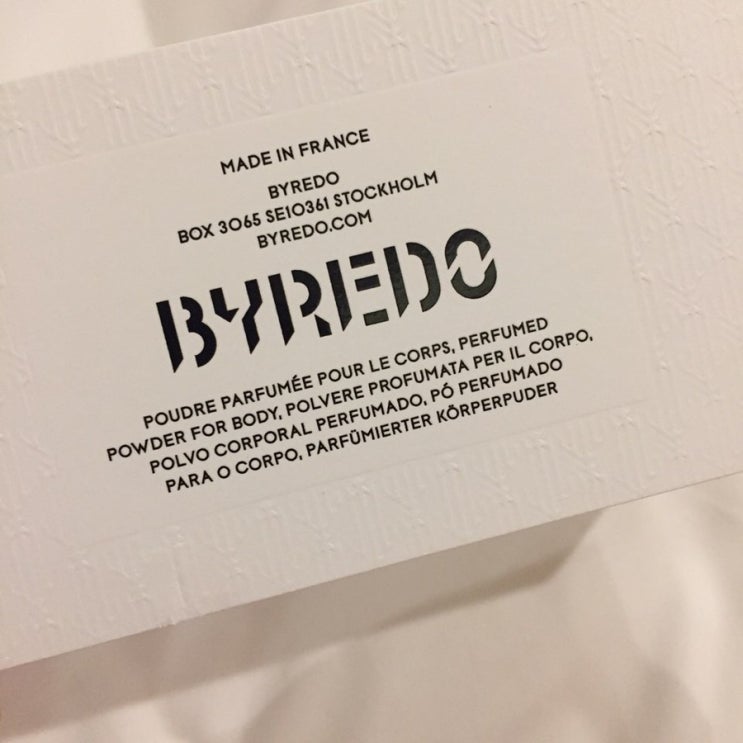 MADE IN FRANCE
BYREDO
BOX 3065 SE10361 STOCKHOLM
BYREDO.COM
BYREDO
POUDRE PARFUMÉE POUR LE CORPS, PERFUMED
POWDER FOR BODY, POLVERE PROFUMATA PER IL CORPO,
POLVO CORPORAL PERFUMADO, PÓ PERFUMADO
PARA O CORPO, PARFÜMIERTER KÖRPERPUDER